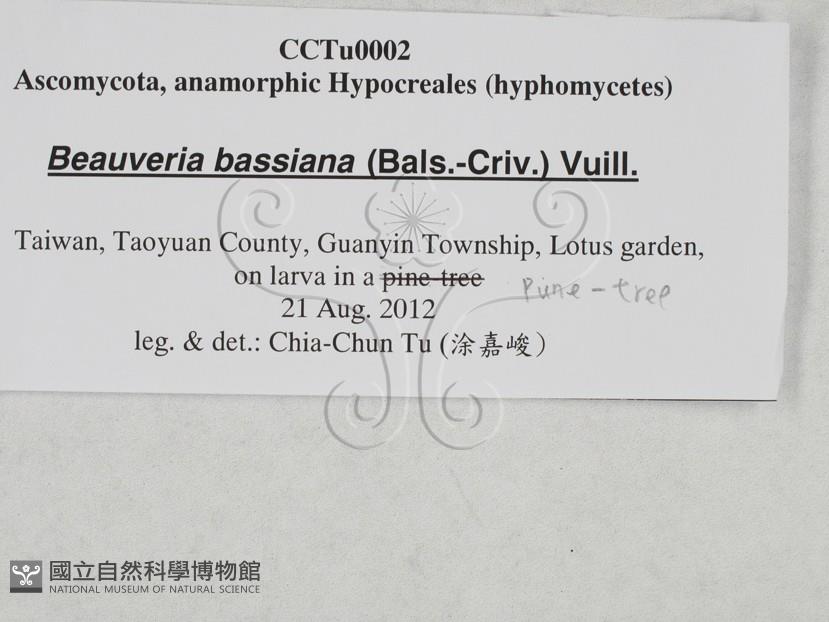 CCTu0002
Ascomycota, anamorphic Hypocreales (hyphomycetes)
Beauveria bassiana (Bals.-Criv.) Vuill.
Taiwan, Taoyuan County, Guanyin Township, Lotus garden,
on larva in a pine-tree Pune-tree
21 Aug. 2012
leg. & det.: Chia-Chun Tu (涂嘉峻)
國立自然科學博物館
NATIONAL MUSEUM OF NATURAL SCIENCE